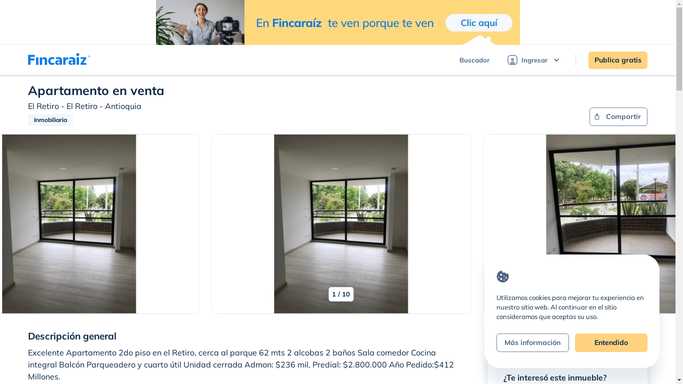 En Fincaraíz te ven porque te ven
Clic aquí
Fincaraiz
Buscador
Ingresar
Publica gratis
Apartamento en venta
El Retiro - El Retiro - Antioquia
Inmobiliaria
Compartir
1 / 10
Utilizamos cookies para mejorar tu experiencia en
nuestro sitio web. Al continuar en el sitio
consideramos que aceptas su uso.
Más información
Entendido
Descripción general
Excelente Apartamento 2do piso en el Retiro, cerca al parque 62 mts 2 alcobas 2 baños Sala comedor Cocina
integral Balcón Parqueadero y cuarto útil Unidad cerrada Admon: $236 mil, Predial: $2.800.000 Año Pedido:$412
Millones.
¿Te interesó este inmueble?